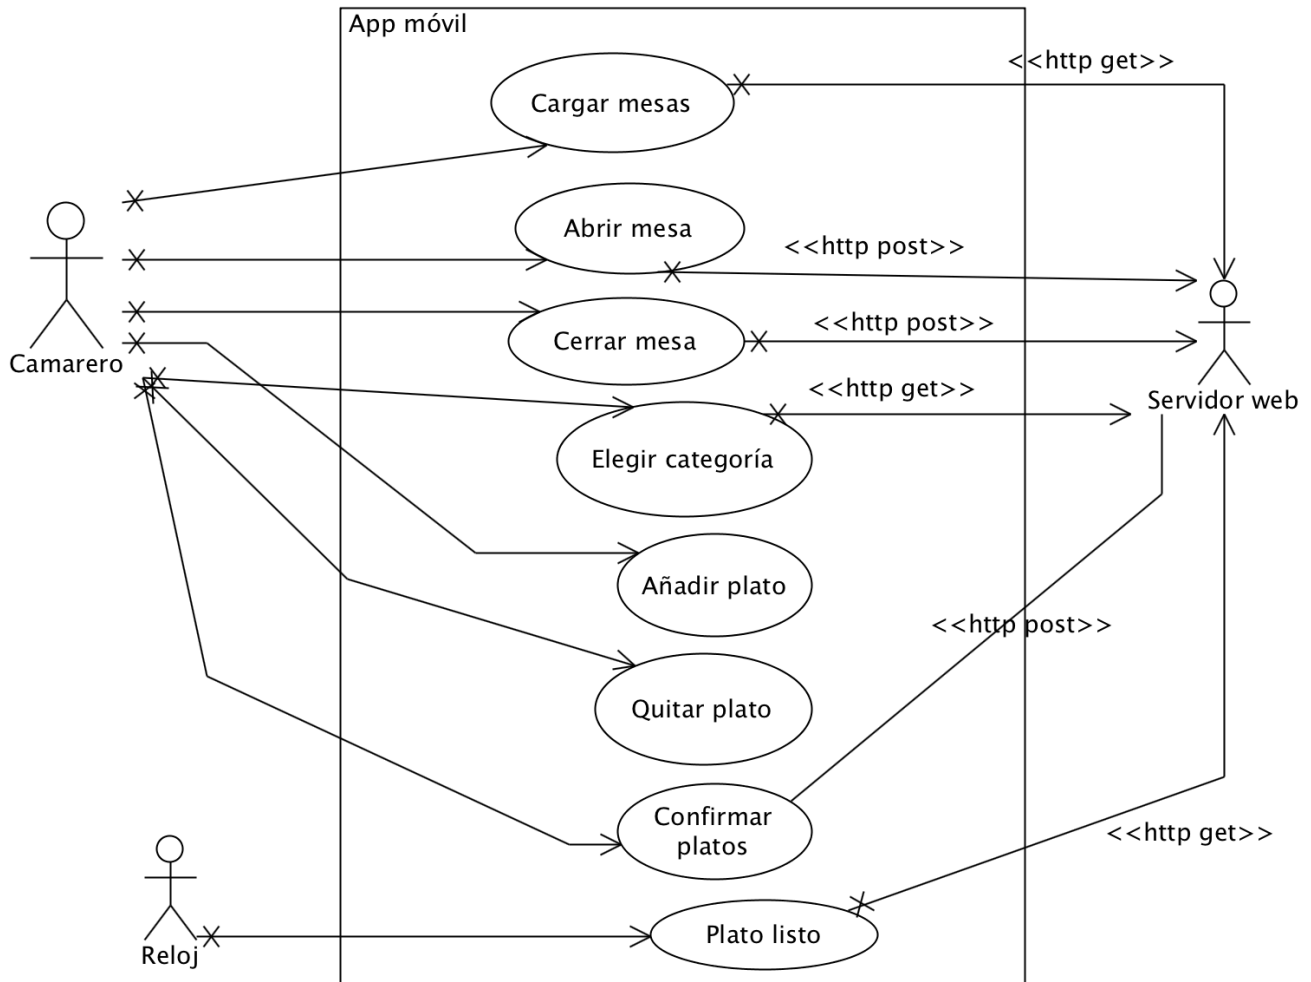 App móvil
<<http get>>
Cargar mesas
Abrir mesa
<<http post>>
<<http post>>
Cerrar mesa
Camarero
<<http get>>
Servidor web
Elegir categoría
Añadir plato
<<http post>>
Quitar plato
Confirmar
platos
<<http get>>
Plato listo
Reloj